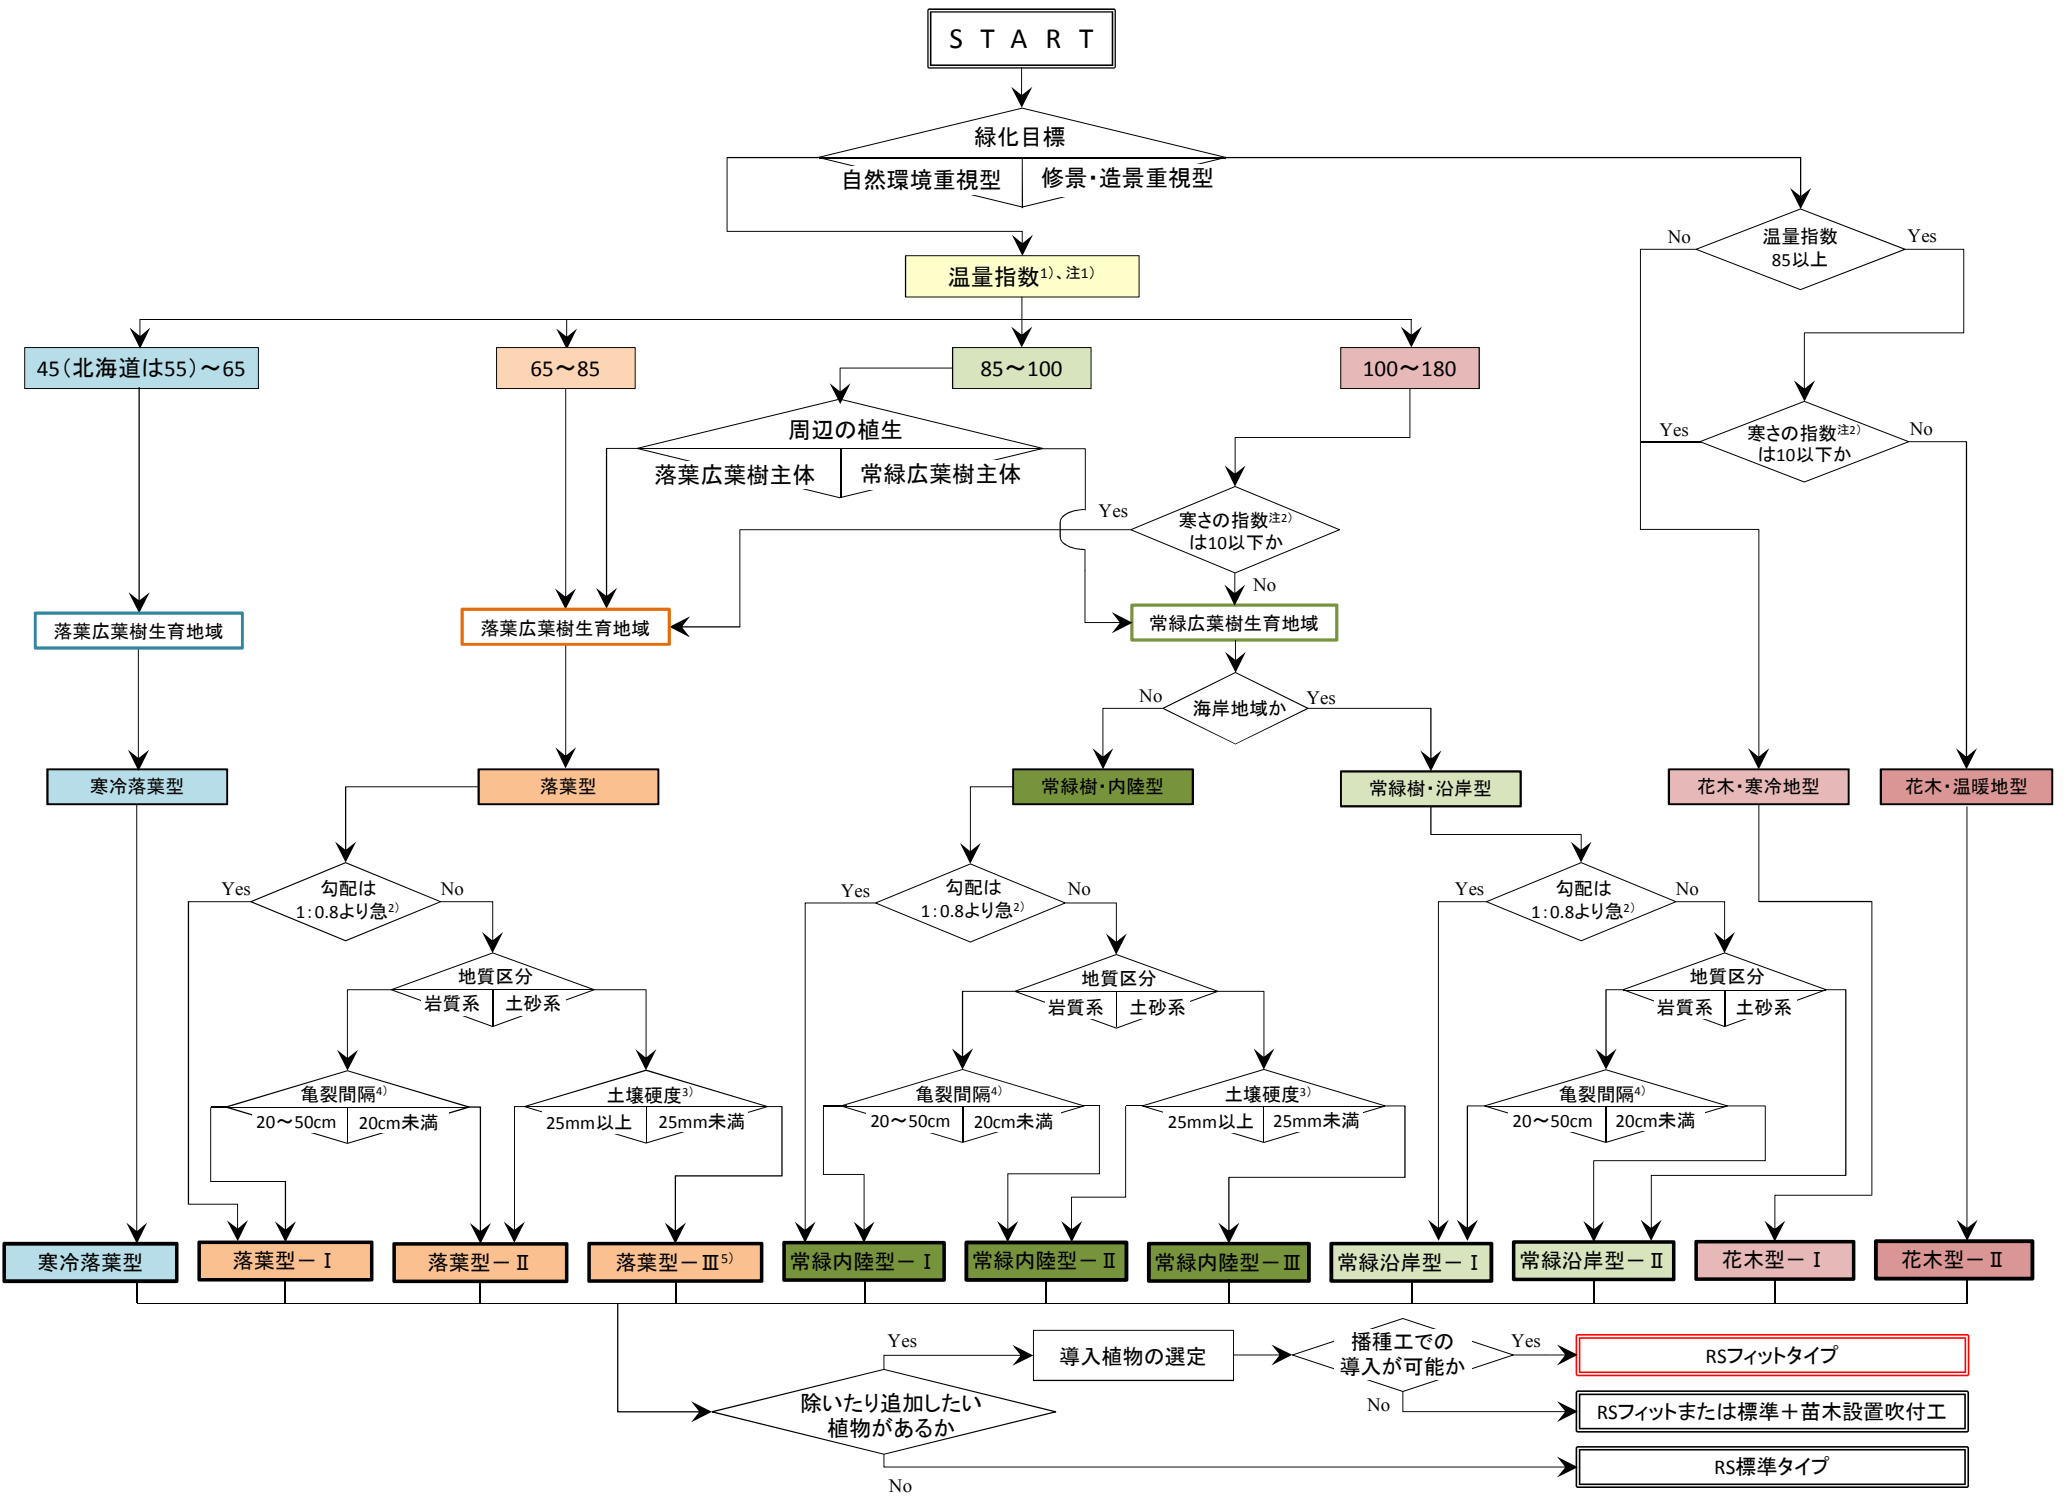 S T A R T
緑化目標
自然環境重視型
修景・造景重視型
温量指数
85以上
No
Yes
温量指数1)、注1)
45(北海道は55)～65
65～85
85～100
100～180
周辺の植生
落葉広葉樹主体
常緑広葉樹主体
Yes
寒さの指数注2)
は10以下か
No
Yes
寒さの指数注2)
は10以下か
No
落葉広葉樹生育地域
落葉広葉樹生育地域
常緑広葉樹生育地域
No
海岸地域か
Yes
寒冷落葉型
落葉型
常緑樹・内陸型
常緑樹・沿岸型
花木・寒冷地型
花木・温暖地型
Yes
勾配は
1：0.8より急2)
No
Yes
勾配は
1：0.8より急2)
No
Yes
勾配は
1：0.8より急2)
No
地質区分
岩質系
土砂系
地質区分
岩質系
土砂系
地質区分
岩質系
土砂系
亀裂間隔4)
20～50cm
20cm未満
土壌硬度3)
25mm以上
25mm未満
亀裂間隔4)
20～50cm
20cm未満
土壌硬度3)
25mm以上
25mm未満
亀裂間隔4)
20～50cm
20cm未満
寒冷落葉型
落葉型－Ⅰ
落葉型－Ⅱ
落葉型－Ⅲ5)
常緑内陸型－Ⅰ
常緑内陸型－Ⅱ
常緑内陸型－Ⅲ
常緑沿岸型－Ⅰ
常緑沿岸型－Ⅱ
花木型－Ⅰ
花木型－Ⅱ
除いたり追加したい
植物があるか
Yes
導入植物の選定
播種工での
導入が可能か
Yes
RSフィットタイプ
No
RSフィットまたは標準＋苗木設置吹付工
No
RS標準タイプ